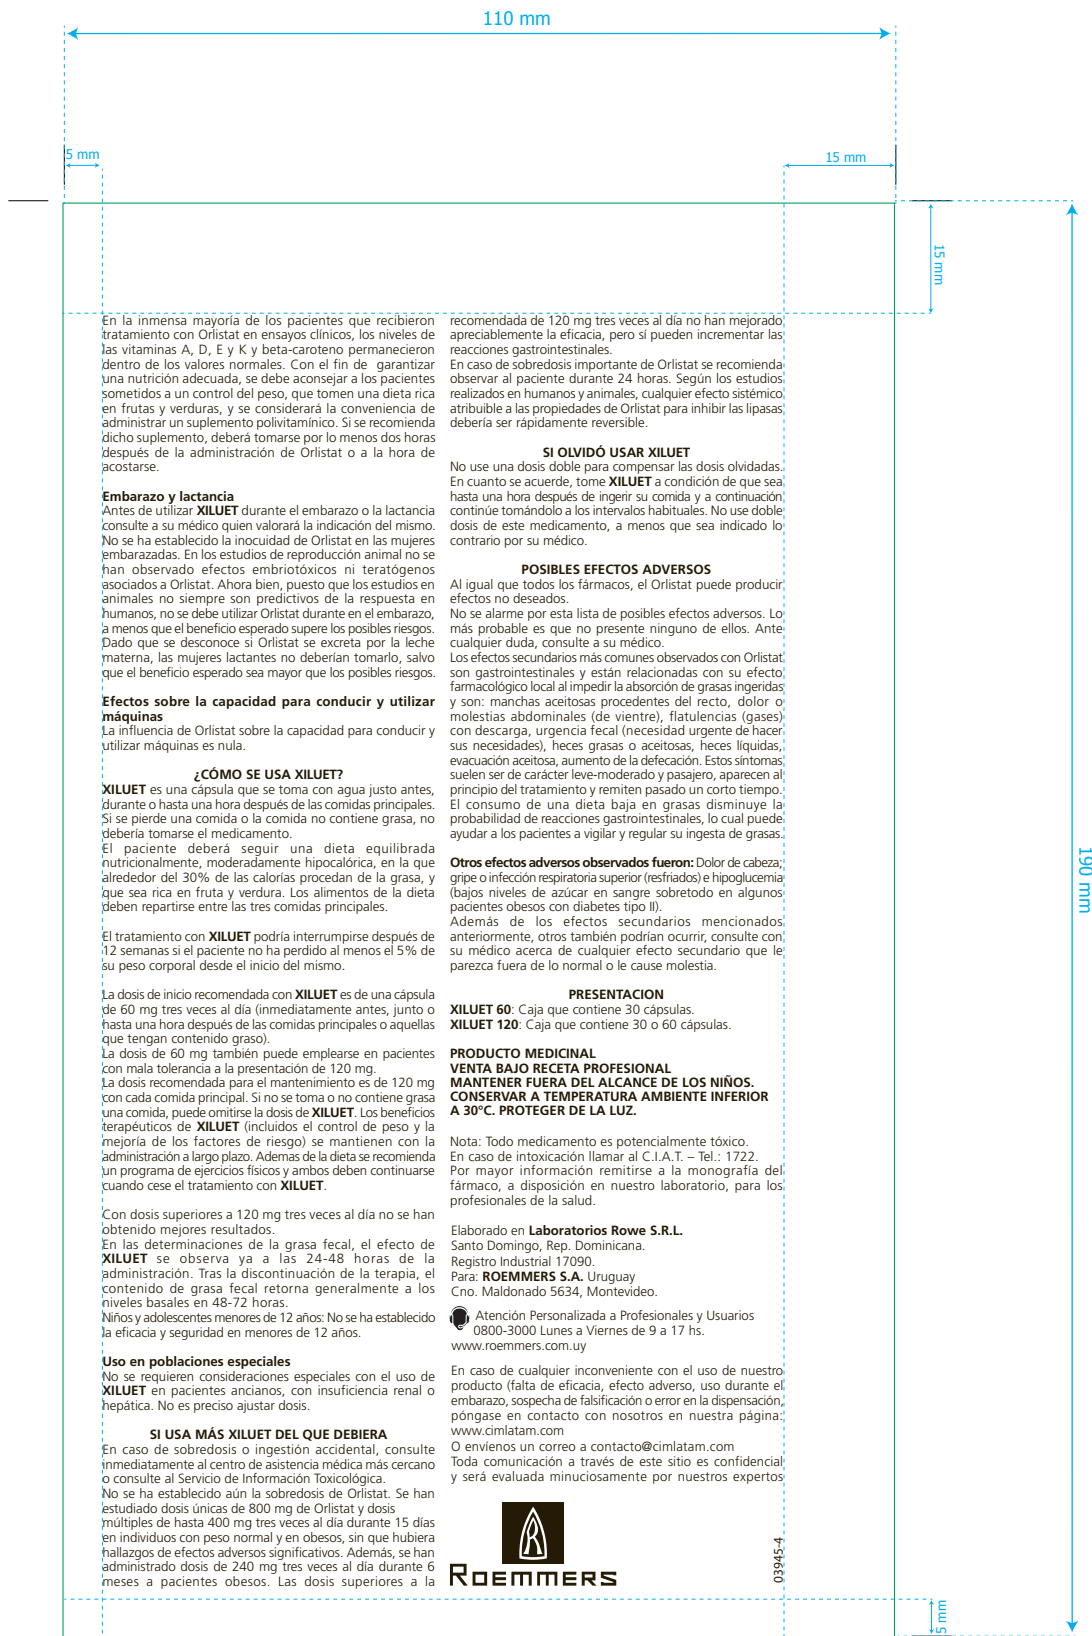 110 mm
5 mm
15 mm
15 mm
En la inmensa mayoría de los pacientes que recibieron
tratamiento con Orlistat en ensayos clínicos, los niveles de
las vitaminas A, D, E y K y beta-caroteno permanecieron
dentro de los valores normales. Con el fin de garantizar
una nutrición adecuada, se debe aconsejar a los pacientes
sometidos a un control del peso, que tomen una dieta rica
en frutas y verduras, y se considerará la conveniencia de
administrar un suplemento polivitamínico. Si se recomienda
dicho suplemento, deberá tomarse por lo menos dos horas
después de la administración de Orlistat o a la hora de
acostarse.
Embarazo y lactancia
Antes de utilizar XILUET durante el embarazo o la lactancia
consulte a su médico quien valorará la indicación del mismo.
No se ha establecido la inocuidad de Orlistat en las mujeres
embarazadas. En los estudios de reproducción animal no se
han observado efectos embriotóxicos ni teratógenos
asociados a Orlistat. Ahora bien, puesto que los estudios en
animales no siempre son predictivos de la respuesta en
humanos, no se debe utilizar Orlistat durante en el embarazo,
a menos que el beneficio esperado supere los posibles riesgos.
Dado que se desconoce si Orlistat se excreta por la leche
materna, las mujeres lactantes no deberían tomarlo, salvo
que el beneficio esperado sea mayor que los posibles riesgos.
Efectos sobre la capacidad para conducir y utilizar
máquinas
La influencia de Orlistat sobre la capacidad para conducir y
utilizar máquinas es nula.
¿CÓMO SE USA XILUET?
XILUET es una cápsula que se toma con agua justo antes,
durante o hasta una hora después de las comidas principales.
Si se pierde una comida o la comida no contiene grasa, no
debería tomarse el medicamento.
El paciente deberá seguir una dieta equilibrada
nutricionalmente, moderadamente hipocalórica, en la que
alrededor del 30% de las calorías procedan de la grasa, y
que sea rica en fruta y verdura. Los alimentos de la dieta
deben repartirse entre las tres comidas principales.
El tratamiento con XILUET podría interrumpirse después de
12 semanas si el paciente no ha perdido al menos el 5% de
su peso corporal desde el inicio del mismo.
La dosis de inicio recomendada con XILUET es de una cápsula
de 60 mg tres veces al día (inmediatamente antes, junto o
hasta una hora después de las comidas principales o aquellas
que tengan contenido graso).
La dosis de 60 mg también puede emplearse en pacientes
con mala tolerancia a la presentación de 120 mg.
La dosis recomendada para el mantenimiento es de 120 mg
con cada comida principal. Si no se toma o no contiene grasa
una comida, puede omitirse la dosis de XILUET. Los beneficios
terapéuticos de XILUET (incluidos el control de peso y la
mejoría de los factores de riesgo) se mantienen con la
administración a largo plazo. Ademas de la dieta se recomienda
un programa de ejercicios físicos y ambos deben continuarse
cuando cese el tratamiento con XILUET.
Con dosis superiores a 120 mg tres veces al día no se han
obtenido mejores resultados.
En las determinaciones de la grasa fecal, el efecto de
XILUET se observa ya a las 24-48 horas de la
administración. Tras la discontinuación de la terapia, el
contenido de grasa fecal retorna generalmente a los
niveles basales en 48-72 horas.
Niños y adolescentes menores de 12 años: No se ha establecido
la eficacia y seguridad en menores de 12 años.
Uso en poblaciones especiales
No se requieren consideraciones especiales con el uso de
XILUET en pacientes ancianos, con insuficiencia renal o
hepática. No es preciso ajustar dosis.
SI USA MÁS XILUET DEL QUE DEBIERA
En caso de sobredosis o ingestión accidental, consulte
inmediatamente al centro de asistencia médica más cercano
o consulte al Servicio de Información Toxicológica.
No se ha establecido aún la sobredosis de Orlistat. Se han
estudiado dosis únicas de 800 mg de Orlistat y dosis
múltiples de hasta 400 mg tres veces al día durante 15 días
en individuos con peso normal y en obesos, sin que hubiera
hallazgos de efectos adversos significativos. Además, se han
administrado dosis de 240 mg tres veces al día durante 6
meses a pacientes obesos. Las dosis superiores a la
recomendada de 120 mg tres veces al día no han mejorado
apreciablemente la eficacia, pero sí pueden incrementar las
reacciones gastrointestinales.
En caso de sobredosis importante de Orlistat se recomienda
observar al paciente durante 24 horas. Según los estudios
realizados en humanos y animales, cualquier efecto sistémico
atribuible a las propiedades de Orlistat para inhibir las lipasas
debería ser rápidamente reversible.
SI OLVIDÓ USAR XILUET
No use una dosis doble para compensar las dosis olvidadas.
En cuanto se acuerde, tome XILUET a condición de que sea
hasta una hora después de ingerir su comida y a continuación
continúe tomándolo a los intervalos habituales. No use doble
dosis de este medicamento, a menos que sea indicado lo
contrario por su médico.
POSIBLES EFECTOS ADVERSOS
Al igual que todos los fármacos, el Orlistat puede producir
efectos no deseados.
No se alarme por esta lista de posibles efectos adversos. Lo
más probable es que no presente ninguno de ellos. Ante
cualquier duda, consulte a su médico.
Los efectos secundarios más comunes observados con Orlistat
son gastrointestinales y están relacionadas con su efecto
farmacológico local al impedir la absorción de grasas ingeridas
y son: manchas aceitosas procedentes del recto, dolor o
molestias abdominales (de vientre), flatulencias (gases)
con descarga, urgencia fecal (necesidad urgente de hacer
sus necesidades), heces grasas o aceitosas, heces líquidas,
evacuación aceitosa, aumento de la defecación. Estos síntomas
suelen ser de carácter leve-moderado y pasajero, aparecen al
principio del tratamiento y remiten pasado un corto tiempo.
El consumo de una dieta baja en grasas disminuye la
probabilidad de reacciones gastrointestinales, lo cual puede
ayudar a los pacientes a vigilar y regular su ingesta de grasas.
Otros efectos adversos observados fueron: Dolor de cabeza;
gripe o infección respiratoria superior (resfriados) e hipoglucemia
(bajos niveles de azúcar en sangre sobretodo en algunos
pacientes obesos con diabetes tipo II).
Además de los efectos secundarios mencionados
anteriormente, otros también podrían ocurrir, consulte con
su médico acerca de cualquier efecto secundario que le
parezca fuera de lo normal o le cause molestia.
PRESENTACION
XILUET 60: Caja que contiene 30 cápsulas.
XILUET 120: Caja que contiene 30 o 60 cápsulas.
PRODUCTO MEDICINAL
VENTA BAJO RECETA PROFESIONAL
MANTENER FUERA DEL ALCANCE DE LOS NIÑOS.
CONSERVAR A TEMPERATURA AMBIENTE INFERIOR
A 30°C. PROTEGER DE LA LUZ.
Nota: Todo medicamento es potencialmente tóxico.
En caso de intoxicación llamar al C.I.A.T. – Tel.: 1722.
Por mayor información remitirse a la monografía del
fármaco, a disposición en nuestro laboratorio, para los
profesionales de la salud.
Elaborado en Laboratorios Rowe S.R.L.
Santo Domingo, Rep. Dominicana.
Registro Industrial 17090.
Para: ROEMMERS S.A. Uruguay
Cno. Maldonado 5634, Montevideo.
Atención Personalizada a Profesionales y Usuarios
0800-3000 Lunes a Viernes de 9 a 17 hs.
www.roemmers.com.uy
En caso de cualquier inconveniente con el uso de nuestro
producto (falta de eficacia, efecto adverso, uso durante el
embarazo, sospecha de falsificación o error en la dispensación,
póngase en contacto con nosotros en nuestra página:
www.cimlatam.com
O envíenos un correo a contacto@cimlatam.com
Toda comunicación a través de este sitio es confidencial
y será evaluada minuciosamente por nuestros expertos
R
ROEMMERS
03945-4
190 mm
5 mm